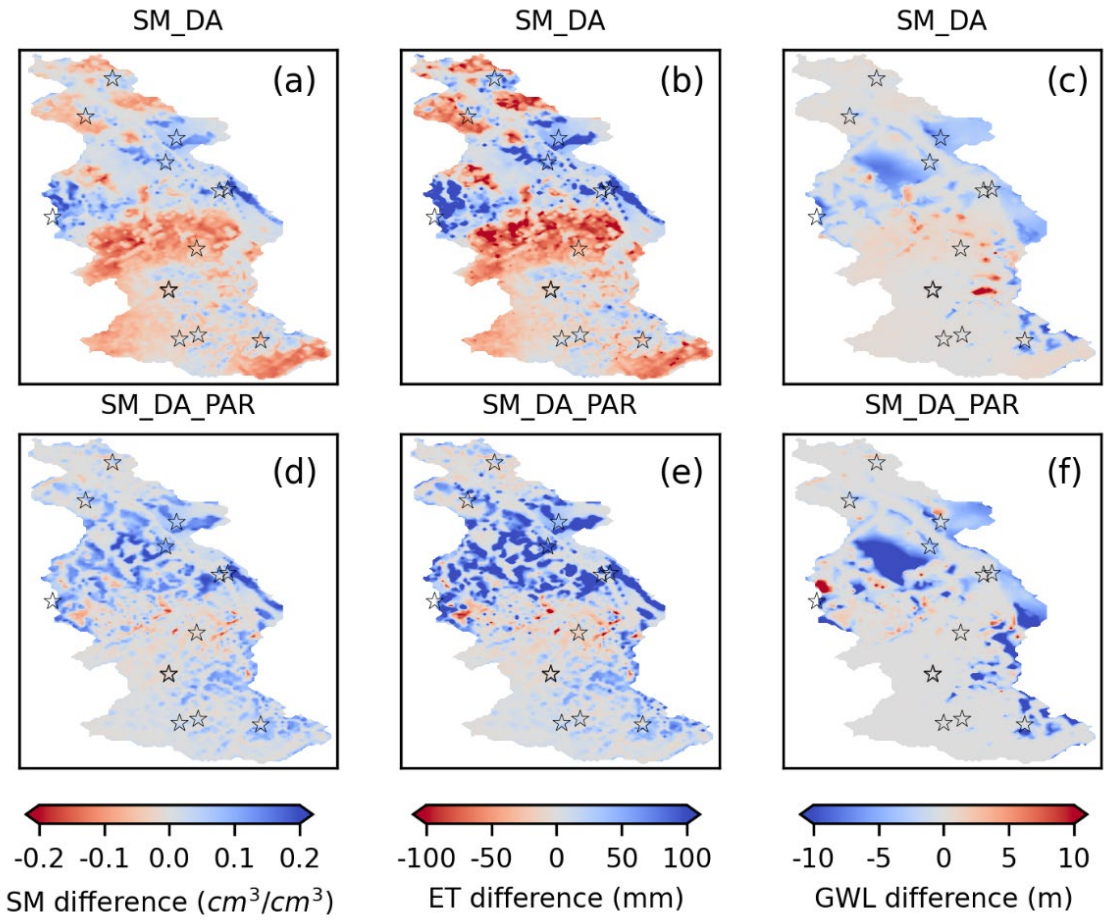 SM_DA SM_DA SM_DA
(a) (b) (c)
SM_DA_PAR SM_DA_PAR SM_DA_PAR
(d) (e) (f)
-0.2 -0.1 0.0 0.1 0.2 -100 -50 0 50 100 -10 -5 0 5 10
SM difference (cm³/cm³) ET difference (mm) GWL difference (m)